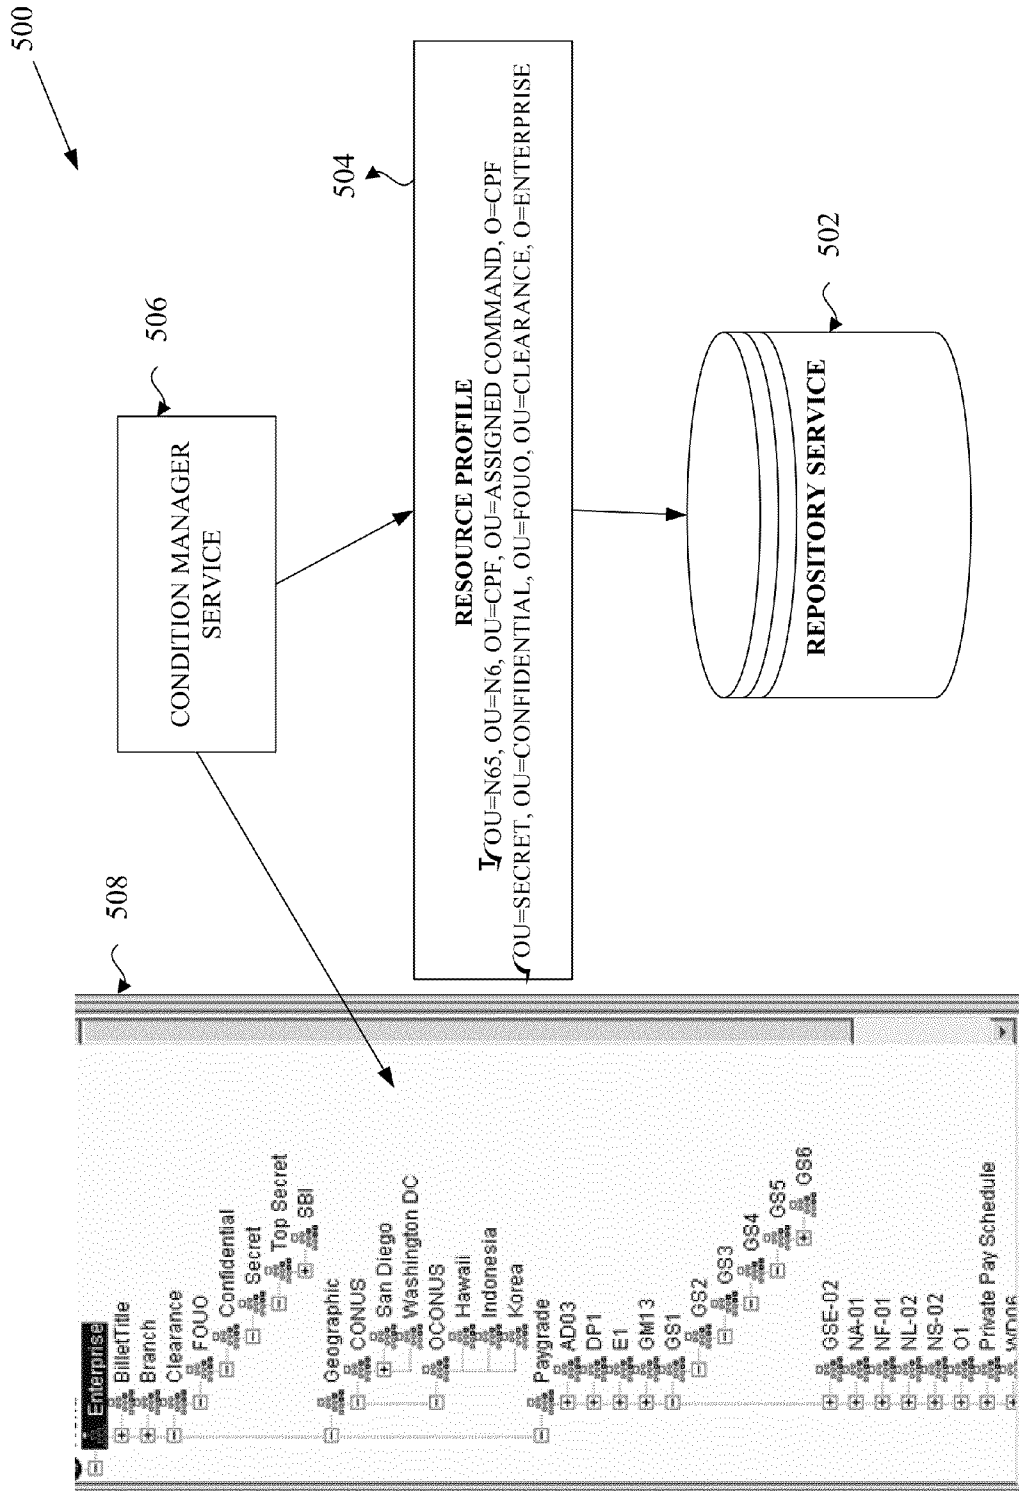 500
506
CONDITION MANAGER
SERVICE
504
RESOURCE PROFILE
OU=N65, OU=N6, OU=CPF, OU=ASSIGNED COMMAND, O=CPF
OU=SECRET, OU=CONFIDENTIAL, OU=FOUO, OU=CLEARANCE, O=ENTERPRISE
502
REPOSITORY SERVICE
508
Enterprise
BilletTitle
Branch
Clearance
FOUO
Confidential
Secret
Top Secret
SBI
Geographic
CONUS
San Diego
Washington DC
OCONUS
Hawaii
Indonesia
Korea
Paygrade
AD03
DP1
E1
GM13
GS1
GS2
GS3
GS4
GS5
GS6
GSE-02
NA-01
NF-01
NL-02
NS-02
O1
Private Pay Schedule